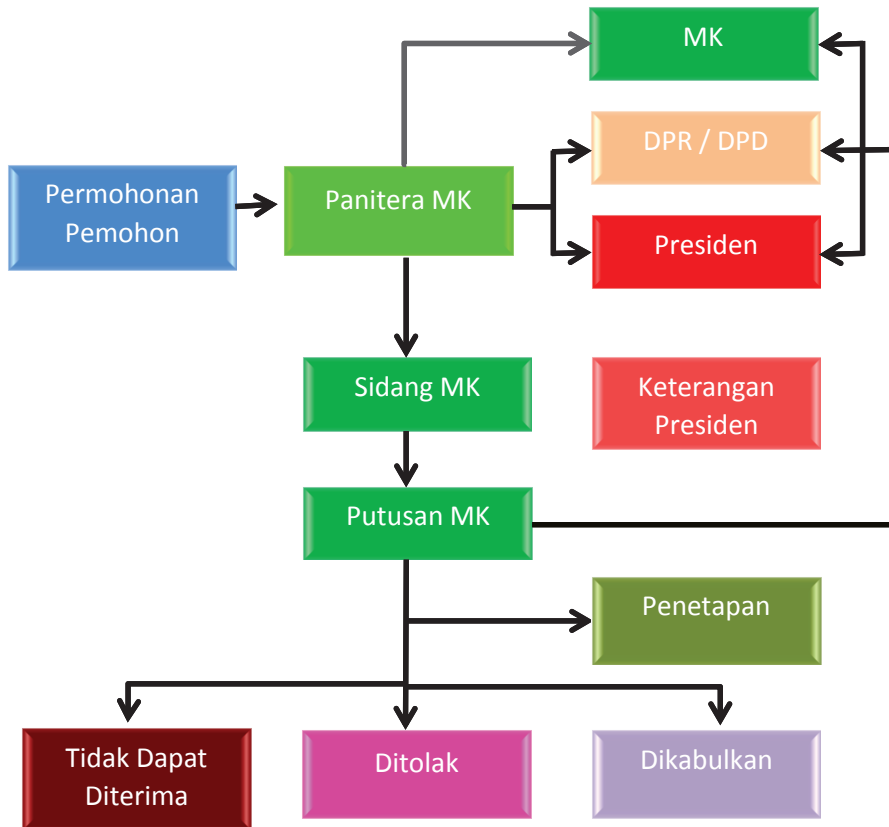 MK
DPR / DPD
Permohonan
Pemohon
Panitera MK
Presiden
Sidang MK
Keterangan
Presiden
Putusan MK
Penetapan
Tidak Dapat
Diterima
Ditolak
Dikabulkan